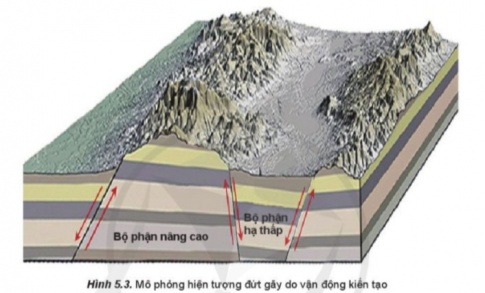 Bộ phận nâng cao
Bộ phận
hạ thấp
Hình 5.3. Mô phỏng hiện tượng đứt gãy do vận động kiến tạo